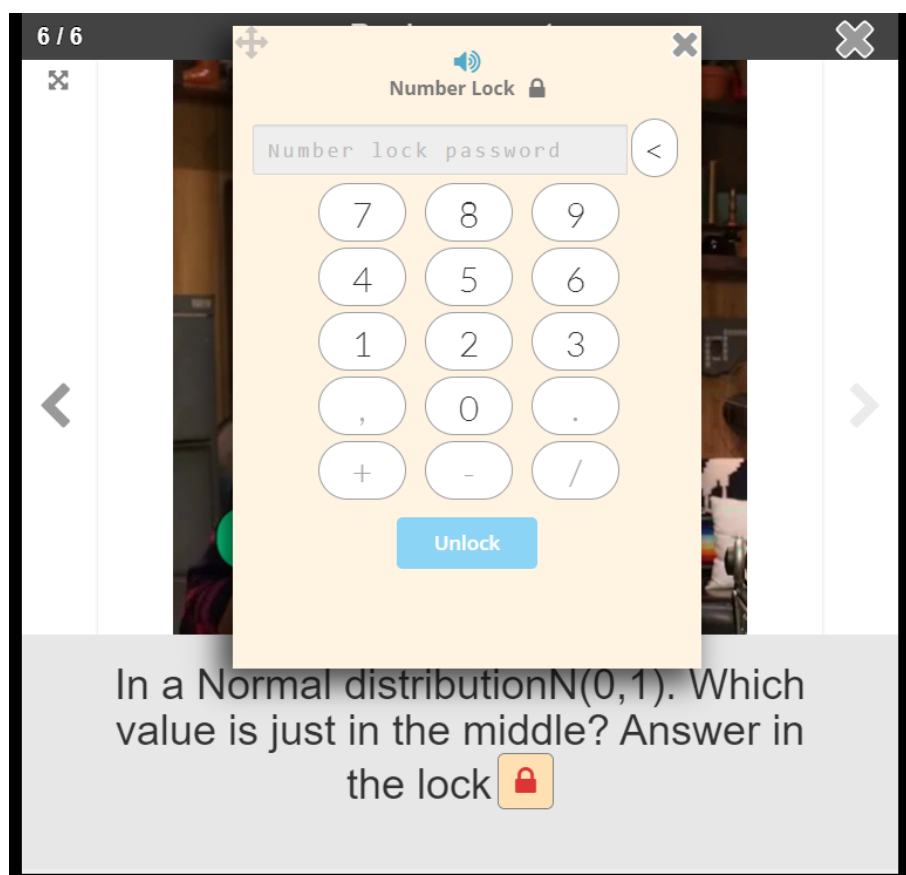 6 / 6
Number Lock
Number lock password
<
7 8 9
4 5 6
1 2 3
, 0 .
+ - /
Unlock
In a Normal distributionN(0,1). Which
value is just in the middle? Answer in
the lock